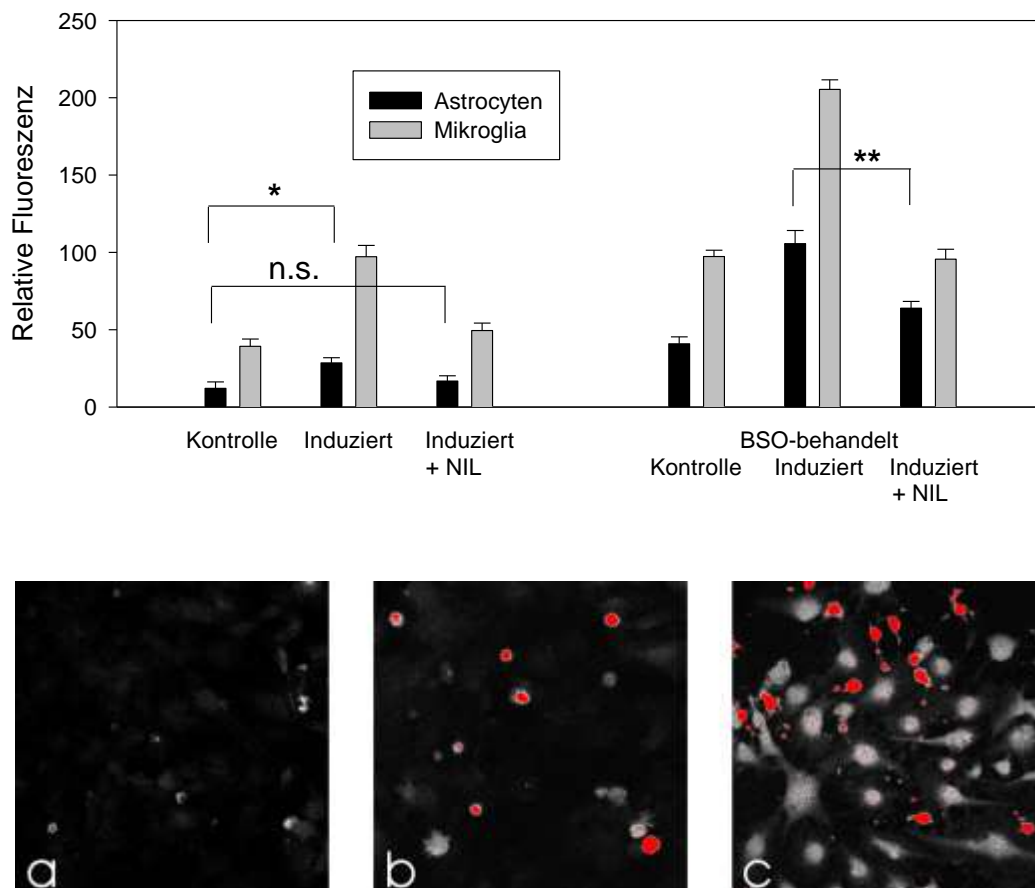 250
200
150
100
50
0
Relative Fluoreszenz
Astrocyten
Mikroglia
*
n.s.
**
Kontrolle
Induziert
Induziert
+ NIL
BSO-behandelt
Kontrolle
Induziert
Induziert
+ NIL
a
b
c